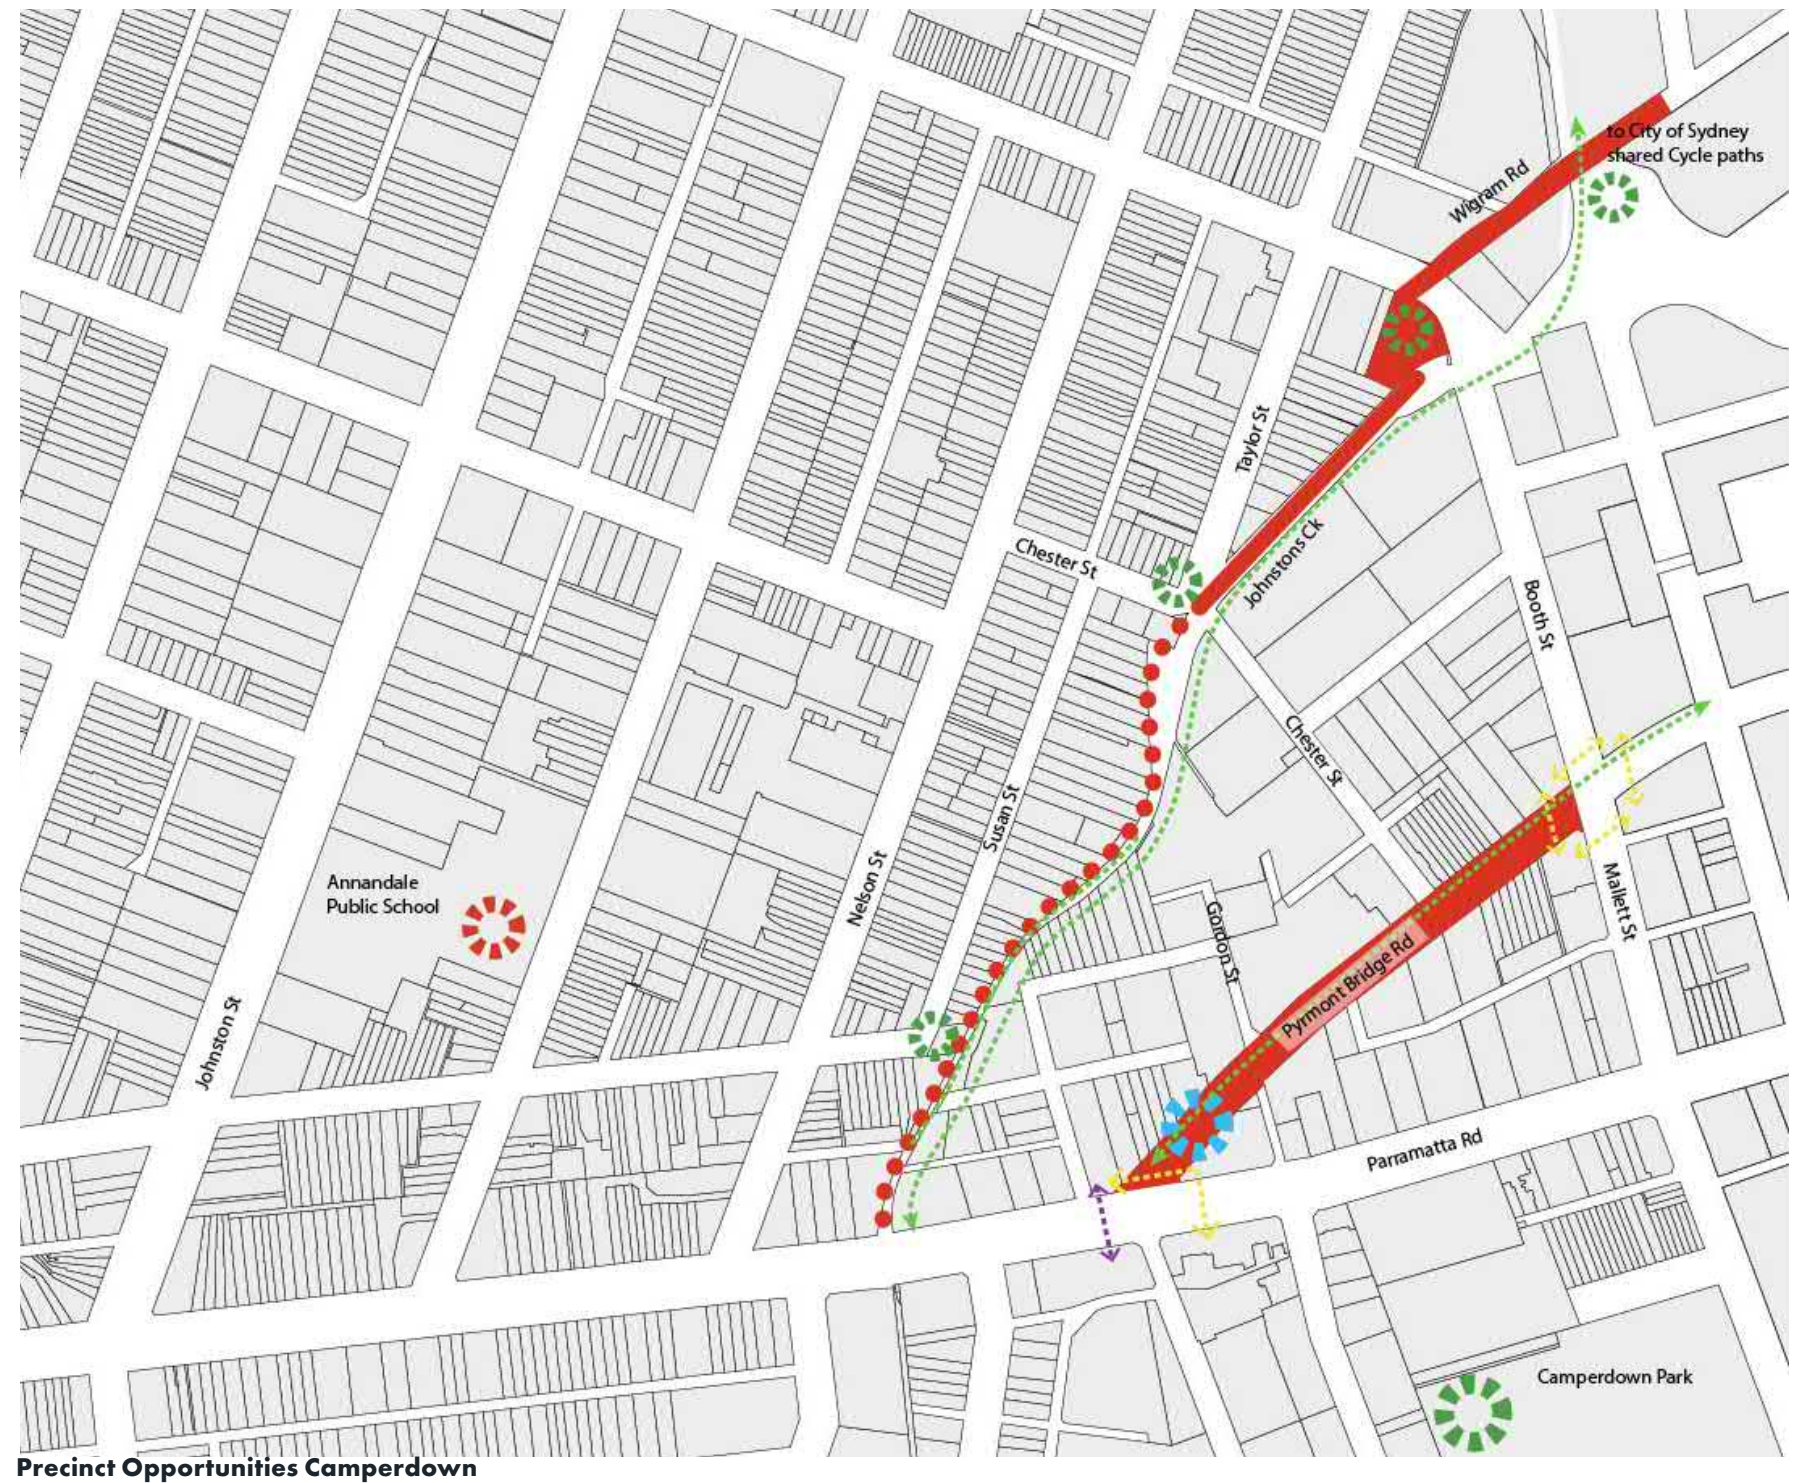 to City of Sydney
shared Cycle paths
Wigram Rd
Taylor St
Chester St
Johnstons Ck
Booth St
Chester St
Susan St
Nelson St
Annandale
Public School
Gordon St
Mallett St
Pyrmont Bridge Rd
Johnston St
Parramatta Rd
Camperdown Park
Precinct Opportunities Camperdown